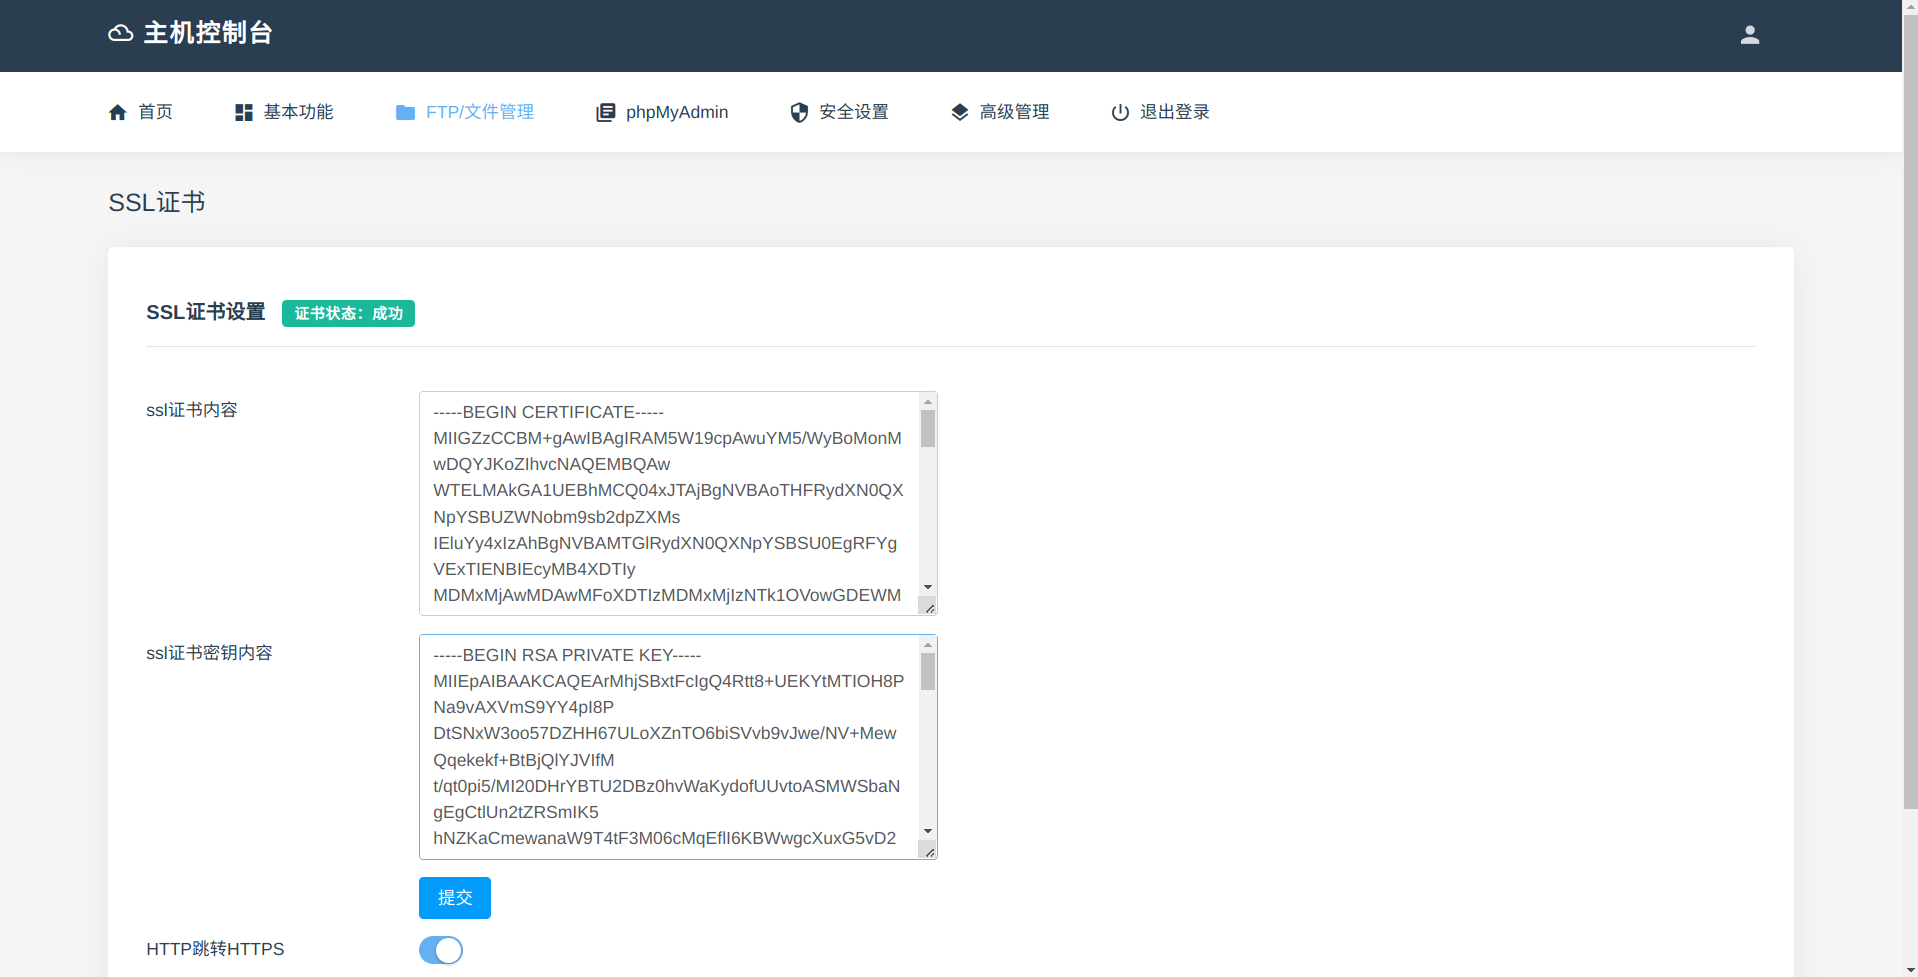 主机控制台
首页
基本功能
FTP/文件管理
phpMyAdmin
安全设置
高级管理
退出登录
SSL证书
SSL证书设置
证书状态：成功
ssl证书内容
-----BEGIN CERTIFICATE-----
MIIGZzCCBM+gAwIBAgIRAM5W19cpAwuYM5/WyBoMonM
wDQYJKoZIhvcNAQEMBQAw
WTELMAkGA1UEBhMCQ04xJTAjBgNVBAoTHFRydXN0QX
NpYSBUZWNobm9sb2dpZXMs
IEluYy4xIzAhBgNVBAMTGlRydXN0QXNpYSBSU0EgRFYg
VExTIENBIEcyMB4XDTIy
MDMxMjAwMDAwMFoXDTIzMDMxMjIzNTk1OVowGDEWM
ssl证书密钥内容
-----BEGIN RSA PRIVATE KEY-----
MIIEpAIBAAKCAQEArMhjSBxtFcIgQ4Rtt8+UEKYtMTIOH8P
Na9vAXVmS9YY4pI8P
DtSNxW3oo57DZHH67ULoXZnTO6biSVvb9vJwe/NV+Mew
Qqekekf+BtBjQlYJVIfM
t/qt0pi5/MI20DHrYBTU2DBz0hvWaKydofUUvtoASMWSbaN
gEgCtlUn2tZRSmIK5
hNZKaCmewanaW9T4tF3M06cMqEflI6KBWwgcXuxG5vD2
提交
HTTP跳转HTTPS